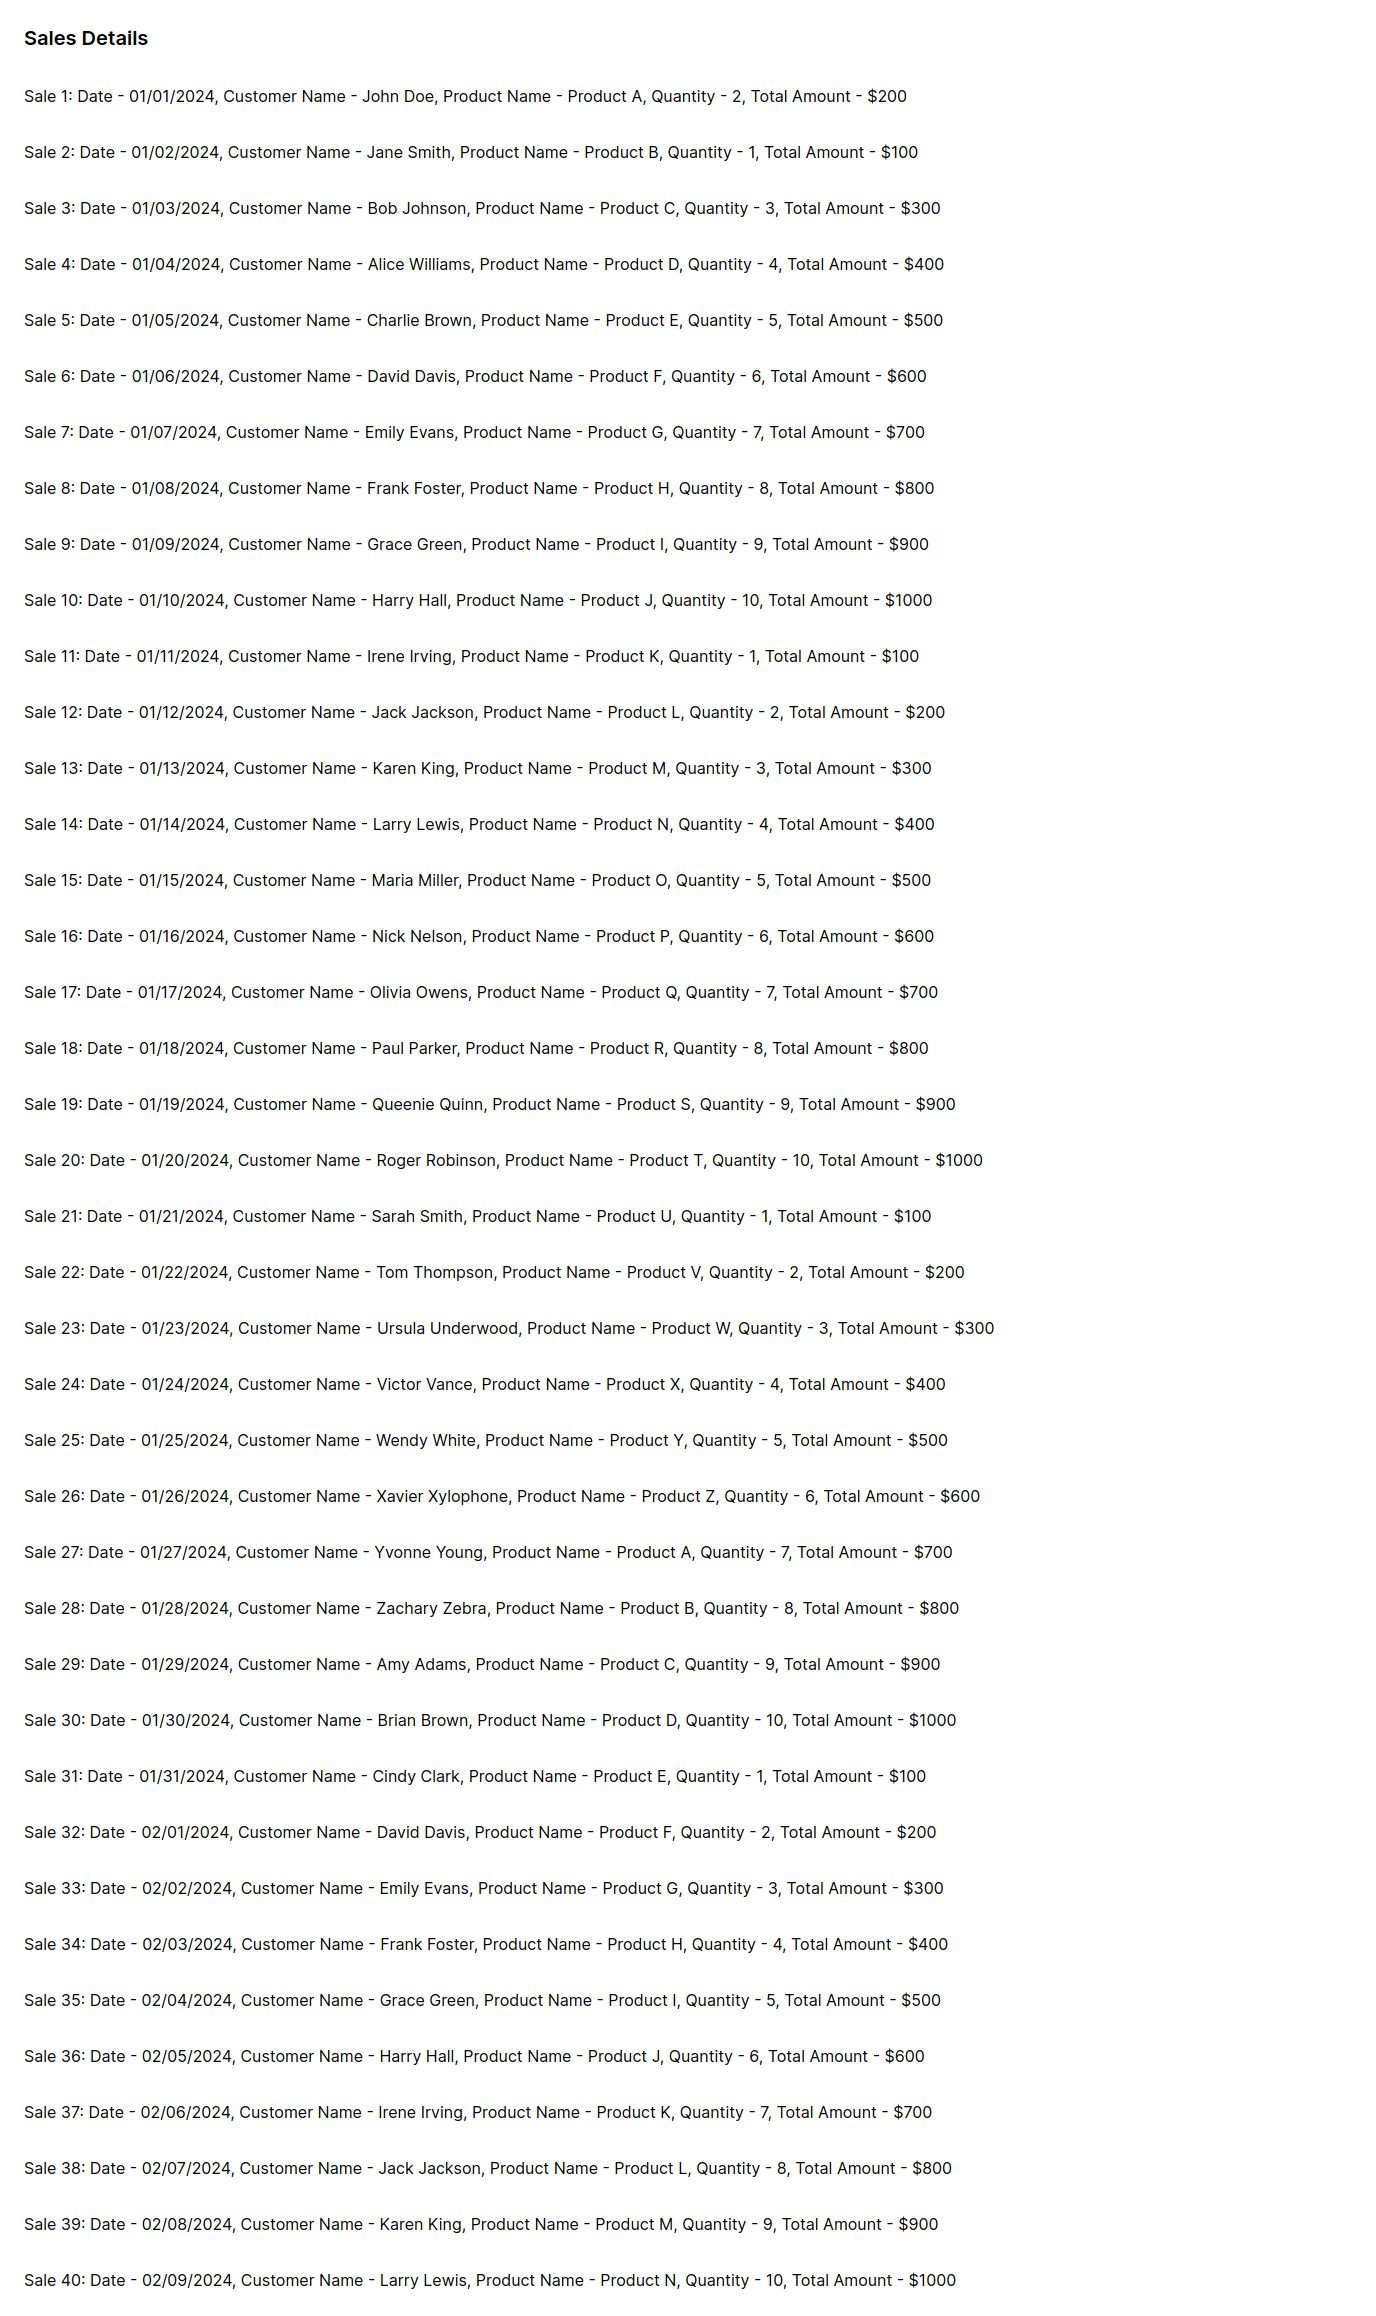 Sales Details
Sale 1: Date - 01/01/2024, Customer Name - John Doe, Product Name - Product A, Quantity - 2, Total Amount - $200
Sale 2: Date - 01/02/2024, Customer Name - Jane Smith, Product Name - Product B, Quantity - 1, Total Amount - $100
Sale 3: Date - 01/03/2024, Customer Name - Bob Johnson, Product Name - Product C, Quantity - 3, Total Amount - $300
Sale 4: Date - 01/04/2024, Customer Name - Alice Williams, Product Name - Product D, Quantity - 4, Total Amount - $400
Sale 5: Date - 01/05/2024, Customer Name - Charlie Brown, Product Name - Product E, Quantity - 5, Total Amount - $500
Sale 6: Date - 01/06/2024, Customer Name - David Davis, Product Name - Product F, Quantity - 6, Total Amount - $600
Sale 7: Date - 01/07/2024, Customer Name - Emily Evans, Product Name - Product G, Quantity - 7, Total Amount - $700
Sale 8: Date - 01/08/2024, Customer Name - Frank Foster, Product Name - Product H, Quantity - 8, Total Amount - $800
Sale 9: Date - 01/09/2024, Customer Name - Grace Green, Product Name - Product I, Quantity - 9, Total Amount - $900
Sale 10: Date - 01/10/2024, Customer Name - Harry Hall, Product Name - Product J, Quantity - 10, Total Amount - $1000
Sale 11: Date - 01/11/2024, Customer Name - Irene Irving, Product Name - Product K, Quantity - 1, Total Amount - $100
Sale 12: Date - 01/12/2024, Customer Name - Jack Jackson, Product Name - Product L, Quantity - 2, Total Amount - $200
Sale 13: Date - 01/13/2024, Customer Name - Karen King, Product Name - Product M, Quantity - 3, Total Amount - $300
Sale 14: Date - 01/14/2024, Customer Name - Larry Lewis, Product Name - Product N, Quantity - 4, Total Amount - $400
Sale 15: Date - 01/15/2024, Customer Name - Maria Miller, Product Name - Product O, Quantity - 5, Total Amount - $500
Sale 16: Date - 01/16/2024, Customer Name - Nick Nelson, Product Name - Product P, Quantity - 6, Total Amount - $600
Sale 17: Date - 01/17/2024, Customer Name - Olivia Owens, Product Name - Product Q, Quantity - 7, Total Amount - $700
Sale 18: Date - 01/18/2024, Customer Name - Paul Parker, Product Name - Product R, Quantity - 8, Total Amount - $800
Sale 19: Date - 01/19/2024, Customer Name - Queenie Quinn, Product Name - Product S, Quantity - 9, Total Amount - $900
Sale 20: Date - 01/20/2024, Customer Name - Roger Robinson, Product Name - Product T, Quantity - 10, Total Amount - $1000
Sale 21: Date - 01/21/2024, Customer Name - Sarah Smith, Product Name - Product U, Quantity - 1, Total Amount - $100
Sale 22: Date - 01/22/2024, Customer Name - Tom Thompson, Product Name - Product V, Quantity - 2, Total Amount - $200
Sale 23: Date - 01/23/2024, Customer Name - Ursula Underwood, Product Name - Product W, Quantity - 3, Total Amount - $300
Sale 24: Date - 01/24/2024, Customer Name - Victor Vance, Product Name - Product X, Quantity - 4, Total Amount - $400
Sale 25: Date - 01/25/2024, Customer Name - Wendy White, Product Name - Product Y, Quantity - 5, Total Amount - $500
Sale 26: Date - 01/26/2024, Customer Name - Xavier Xylophone, Product Name - Product Z, Quantity - 6, Total Amount - $600
Sale 27: Date - 01/27/2024, Customer Name - Yvonne Young, Product Name - Product A, Quantity - 7, Total Amount - $700
Sale 28: Date - 01/28/2024, Customer Name - Zachary Zebra, Product Name - Product B, Quantity - 8, Total Amount - $800
Sale 29: Date - 01/29/2024, Customer Name - Amy Adams, Product Name - Product C, Quantity - 9, Total Amount - $900
Sale 30: Date - 01/30/2024, Customer Name - Brian Brown, Product Name - Product D, Quantity - 10, Total Amount - $1000
Sale 31: Date - 01/31/2024, Customer Name - Cindy Clark, Product Name - Product E, Quantity - 1, Total Amount - $100
Sale 32: Date - 02/01/2024, Customer Name - David Davis, Product Name - Product F, Quantity - 2, Total Amount - $200
Sale 33: Date - 02/02/2024, Customer Name - Emily Evans, Product Name - Product G, Quantity - 3, Total Amount - $300
Sale 34: Date - 02/03/2024, Customer Name - Frank Foster, Product Name - Product H, Quantity - 4, Total Amount - $400
Sale 35: Date - 02/04/2024, Customer Name - Grace Green, Product Name - Product I, Quantity - 5, Total Amount - $500
Sale 36: Date - 02/05/2024, Customer Name - Harry Hall, Product Name - Product J, Quantity - 6, Total Amount - $600
Sale 37: Date - 02/06/2024, Customer Name - Irene Irving, Product Name - Product K, Quantity - 7, Total Amount - $700
Sale 38: Date - 02/07/2024, Customer Name - Jack Jackson, Product Name - Product L, Quantity - 8, Total Amount - $800
Sale 39: Date - 02/08/2024, Customer Name - Karen King, Product Name - Product M, Quantity - 9, Total Amount - $900
Sale 40: Date - 02/09/2024, Customer Name - Larry Lewis, Product Name - Product N, Quantity - 10, Total Amount - $1000